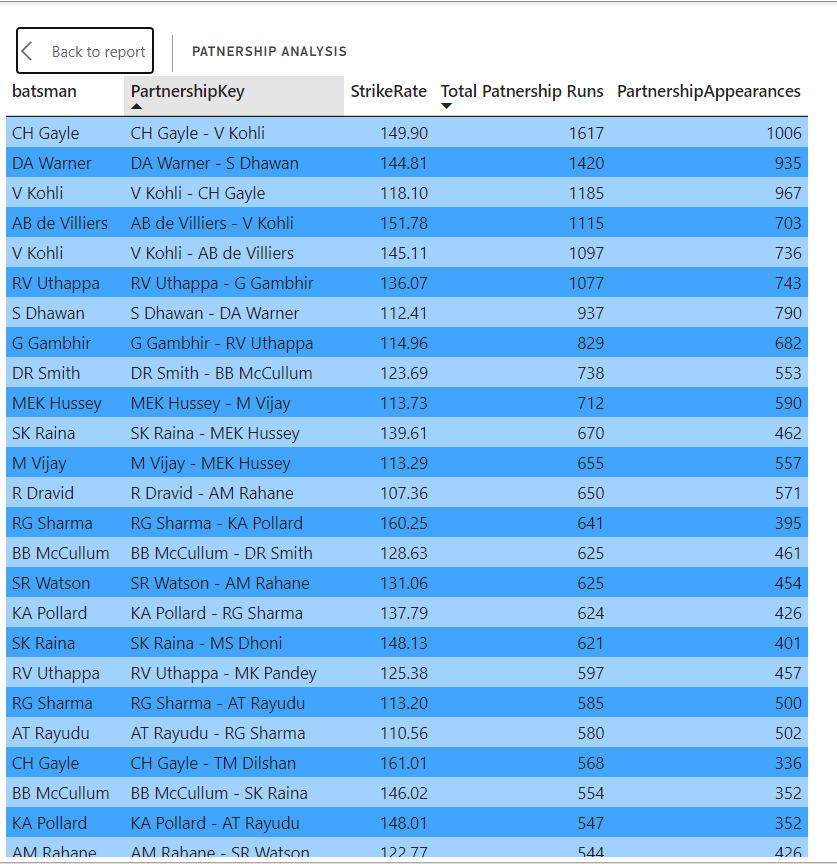 Back to report
PATNERSHIP ANALYSIS
batsman PartnershipKey StrikeRate Total Patnership Runs PartnershipAppearances
CH Gayle CH Gayle - V Kohli 149.90 1617 1006
DA Warner DA Warner - S Dhawan 144.81 1420 935
V Kohli V Kohli - CH Gayle 118.10 1185 967
AB de Villiers AB de Villiers - V Kohli 151.78 1115 703
V Kohli V Kohli - AB de Villiers 145.11 1097 736
RV Uthappa RV Uthappa - G Gambhir 136.07 1077 743
S Dhawan S Dhawan - DA Warner 112.41 937 790
G Gambhir G Gambhir - RV Uthappa 114.96 829 682
DR Smith DR Smith - BB McCullum 123.69 738 553
MEK Hussey MEK Hussey - M Vijay 113.73 712 590
SK Raina SK Raina - MEK Hussey 139.61 670 462
M Vijay M Vijay - MEK Hussey 113.29 655 557
R Dravid R Dravid - AM Rahane 107.36 650 571
RG Sharma RG Sharma - KA Pollard 160.25 641 395
BB McCullum BB McCullum - DR Smith 128.63 625 461
SR Watson SR Watson - AM Rahane 131.06 625 454
KA Pollard KA Pollard - RG Sharma 137.79 624 426
SK Raina SK Raina - MS Dhoni 148.13 621 401
RV Uthappa RV Uthappa - MK Pandey 125.38 597 457
RG Sharma RG Sharma - AT Rayudu 113.20 585 500
AT Rayudu AT Rayudu - RG Sharma 110.56 580 502
CH Gayle CH Gayle - TM Dilshan 161.01 568 336
BB McCullum BB McCullum - SK Raina 146.02 554 352
KA Pollard KA Pollard - AT Rayudu 148.01 547 352
AM Rahane AM Rahane - SR Watson 122.77 544 426